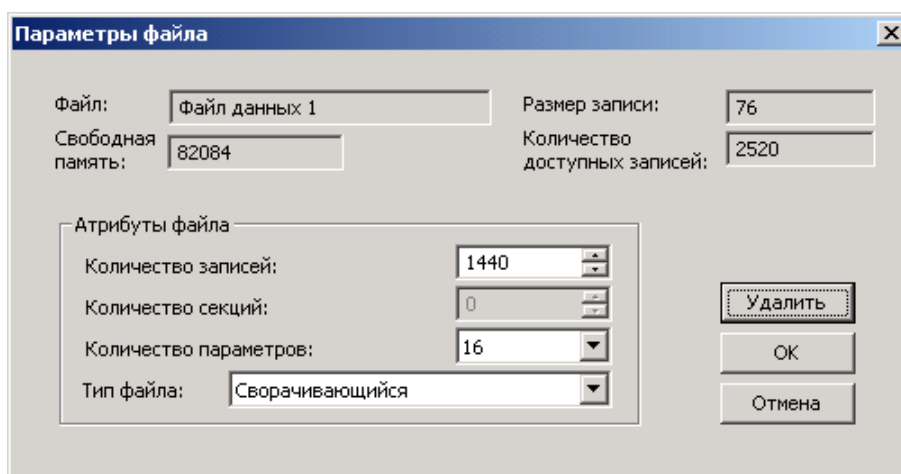 Параметры файла
Файл: Файл данных 1 Размер записи: 76
Свободная память: 82084 Количество доступных записей: 2520
Атрибуты файла
Количество записей: 1440
Количество секций: 0
Количество параметров: 16
Тип файла: Сворачивающийся
Удалить
OK
Отмена